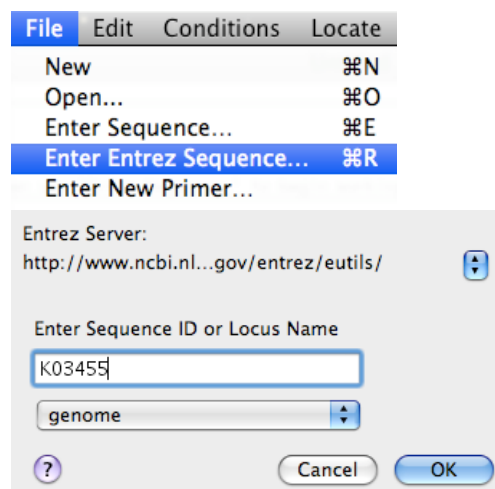 File Edit Conditions Locate
New ⌘N
Open... ⌘O
Enter Sequence... ⌘E
Enter Entrez Sequence... ⌘R
Enter New Primer...
Entrez Server:
http://www.ncbi.nl...gov/entrez/eutils/
Enter Sequence ID or Locus Name
K03455
genome
? Cancel OK